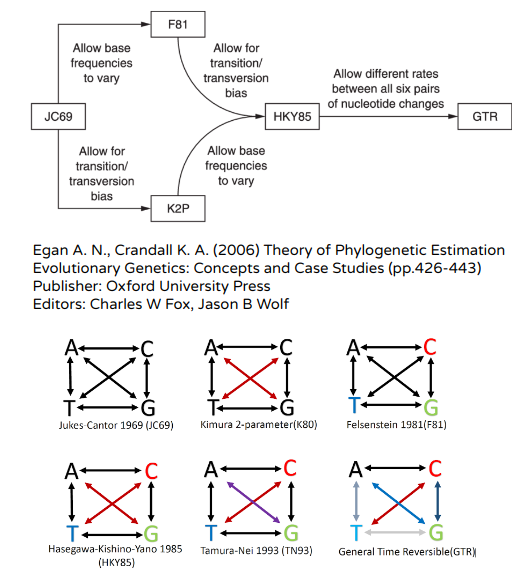 F81
Allow base
frequencies
to vary
Allow for
transition/
transversion
bias
Allow different rates
between all six pairs
of nucleotide changes
JC69
HKY85
GTR
Allow for
transition/
transversion
bias
Allow base
frequencies
to vary
K2P
Egan A. N., Crandall K. A. (2006) Theory of Phylogenetic Estimation
Evolutionary Genetics: Concepts and Case Studies (pp.426-443)
Publisher: Oxford University Press
Editors: Charles W Fox, Jason B Wolf
A C
T G
Jukes-Cantor 1969 (JC69)
A C
T G
Kimura 2-parameter(K80)
A C
T G
Felsenstein 1981(F81)
A C
T G
Hasegawa-Kishino-Yano 1985
(HKY85)
A C
T G
Tamura-Nei 1993 (TN93)
A C
T G
General Time Reversible(GTR)